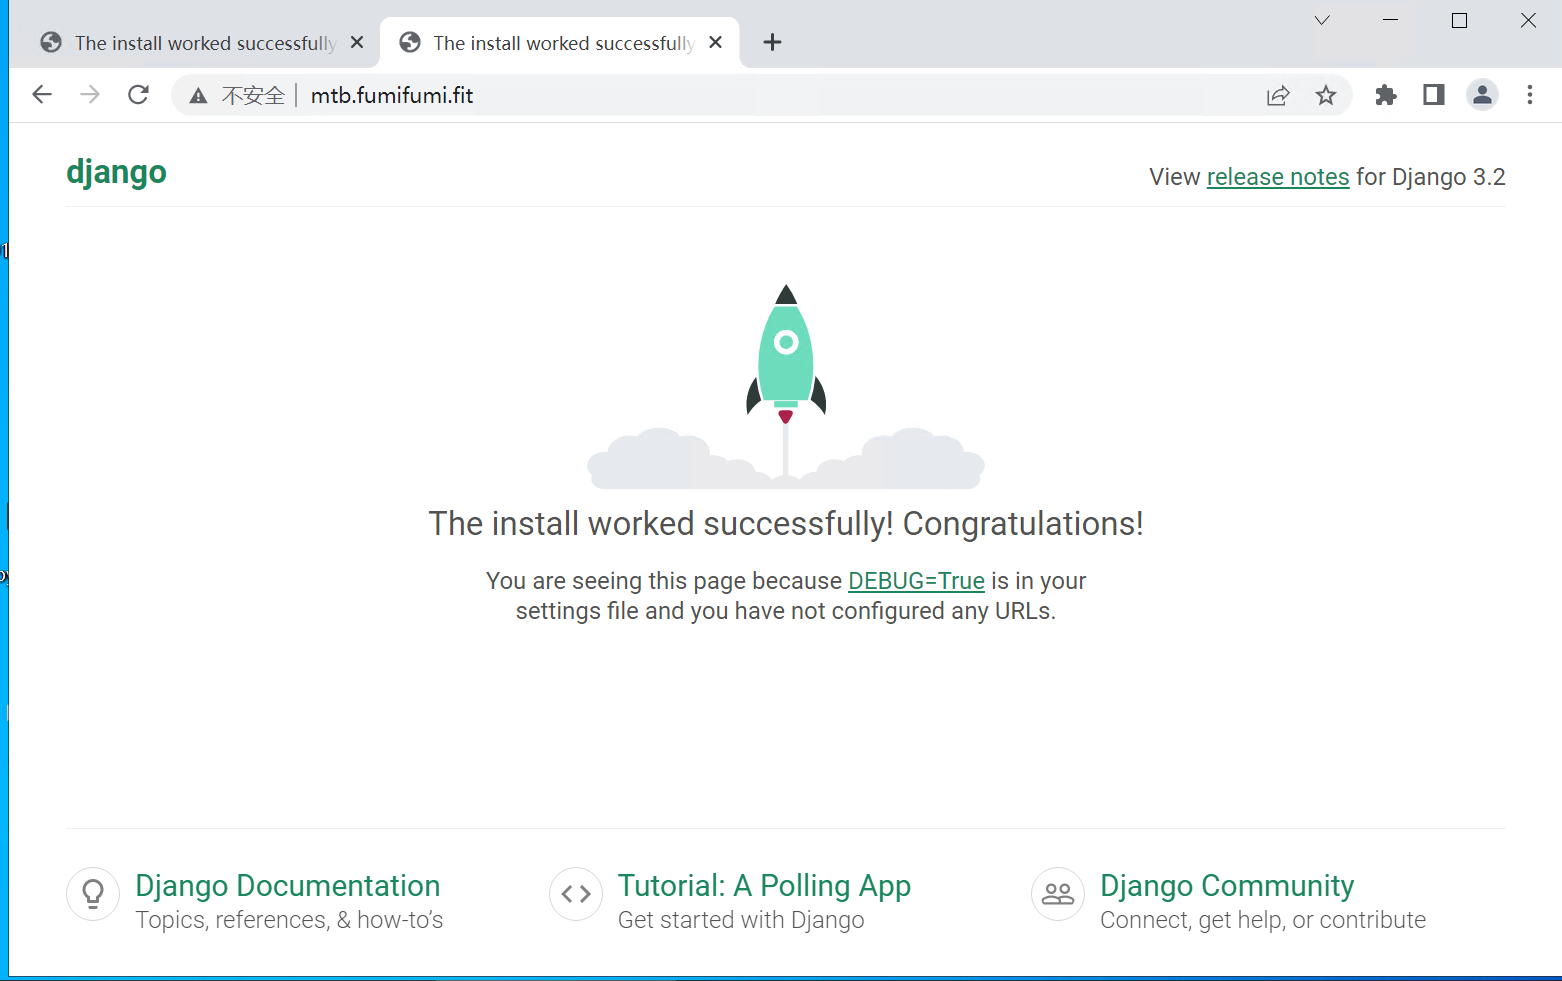 The install worked successfully
The install worked successfully
不安全 mtb.fumifumi.fit
django
View release notes for Django 3.2
The install worked successfully! Congratulations!
You are seeing this page because DEBUG=True is in your
settings file and you have not configured any URLs.
Django Documentation
Topics, references, & how-to’s
Tutorial: A Polling App
Get started with Django
Django Community
Connect, get help, or contribute